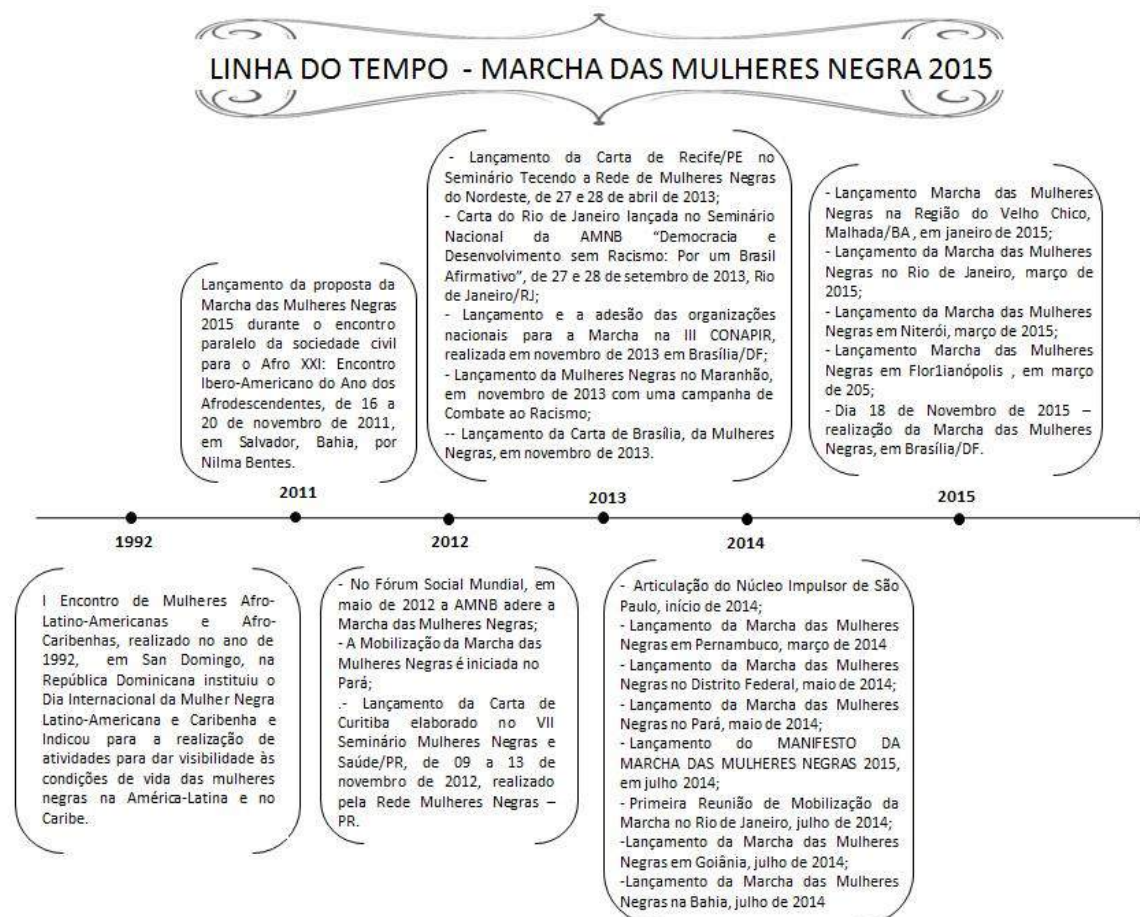 LINHA DO TEMPO - MARCHA DAS MULHERES NEGRA 2015
Lançamento da proposta da
Marcha das Mulheres Negras
2015 durante o encontro
paralelo da sociedade civil
para o Afro XXI: Encontro
Ibero-Americano do Ano dos
Afrodescendentes, de 16 a
20 de novembro de 2011,
em Salvador, Bahia, por
Nilma Bentes.
- Lançamento da Carta de Recife/PE no
Seminário Tecendo a Rede de Mulheres Negras
do Nordeste, de 27 e 28 de abril de 2013;
- Carta do Rio de Janeiro lançada no Seminário
Nacional da AMNB “Democracia e
Desenvolvimento sem Racismo: Por um Brasil
Afirmativo”, de 27 e 28 de setembro de 2013, Rio
de Janeiro/RJ;
- Lançamento e a adesão das organizações
nacionais para a Marcha na III CONAPIR,
realizada em novembro de 2013 em Brasília/DF;
- Lançamento da Mulheres Negras no Maranhão,
em novembro de 2013 com uma campanha de
Combate ao Racismo;
-- Lançamento da Carta de Brasília, da Mulheres
Negras, em novembro de 2013.
- Lançamento Marcha das Mulheres
Negras na Região do Velho Chico,
Malhada/BA , em janeiro de 2015;
- Lançamento da Marcha das Mulheres
Negras no Rio de Janeiro, março de
2015;
- Lançamento da Marcha das Mulheres
Negras em Niterói, março de 2015;
- Lançamento Marcha das Mulheres
Negras em Flor1ianópolis , em março
de 205;
- Dia 18 de Novembro de 2015 –
realização da Marcha das Mulheres
Negras, em Brasília/DF.
2011
2013
2015
1992
2012
2014
I Encontro de Mulheres Afro-
Latino-Americanas e Afro-
Caribenhas, realizado no ano de
1992, em San Domingo, na
República Dominicana instituiu o
Dia Internacional da Mulher Negra
Latino-Americana e Caribenha e
Indicou para a realização de
atividades para dar visibilidade às
condições de vida das mulheres
negras na América-Latina e no
Caribe.
- No Fórum Social Mundial, em
maio de 2012 a AMNB adere a
Marcha das Mulheres Negras;
- A Mobilização da Marcha das
Mulheres Negras é iniciada no
Pará;
.- Lançamento da Carta de
Curitiba elaborado no VII
Seminário Mulheres Negras e
Saúde/PR, de 09 a 13 de
novembro de 2012, realizado
pela Rede Mulheres Negras –
PR.
- Articulação do Núcleo Impulsor de São
Paulo, início de 2014;
- Lançamento da Marcha das Mulheres
Negras em Pernambuco, março de 2014
- Lançamento da Marcha das Mulheres
Negras no Distrito Federal, maio de 2014;
- Lançamento da Marcha das Mulheres
Negras no Pará, maio de 2014;
- Lançamento do MANIFESTO DA
MARCHA DAS MULHERES NEGRAS 2015,
em julho 2014;
- Primeira Reunião de Mobilização da
Marcha no Rio de Janeiro, julho de 2014;
-Lançamento da Marcha das Mulheres
Negras em Goiânia, julho de 2014;
-Lançamento da Marcha das Mulheres
Negras na Bahia, julho de 2014